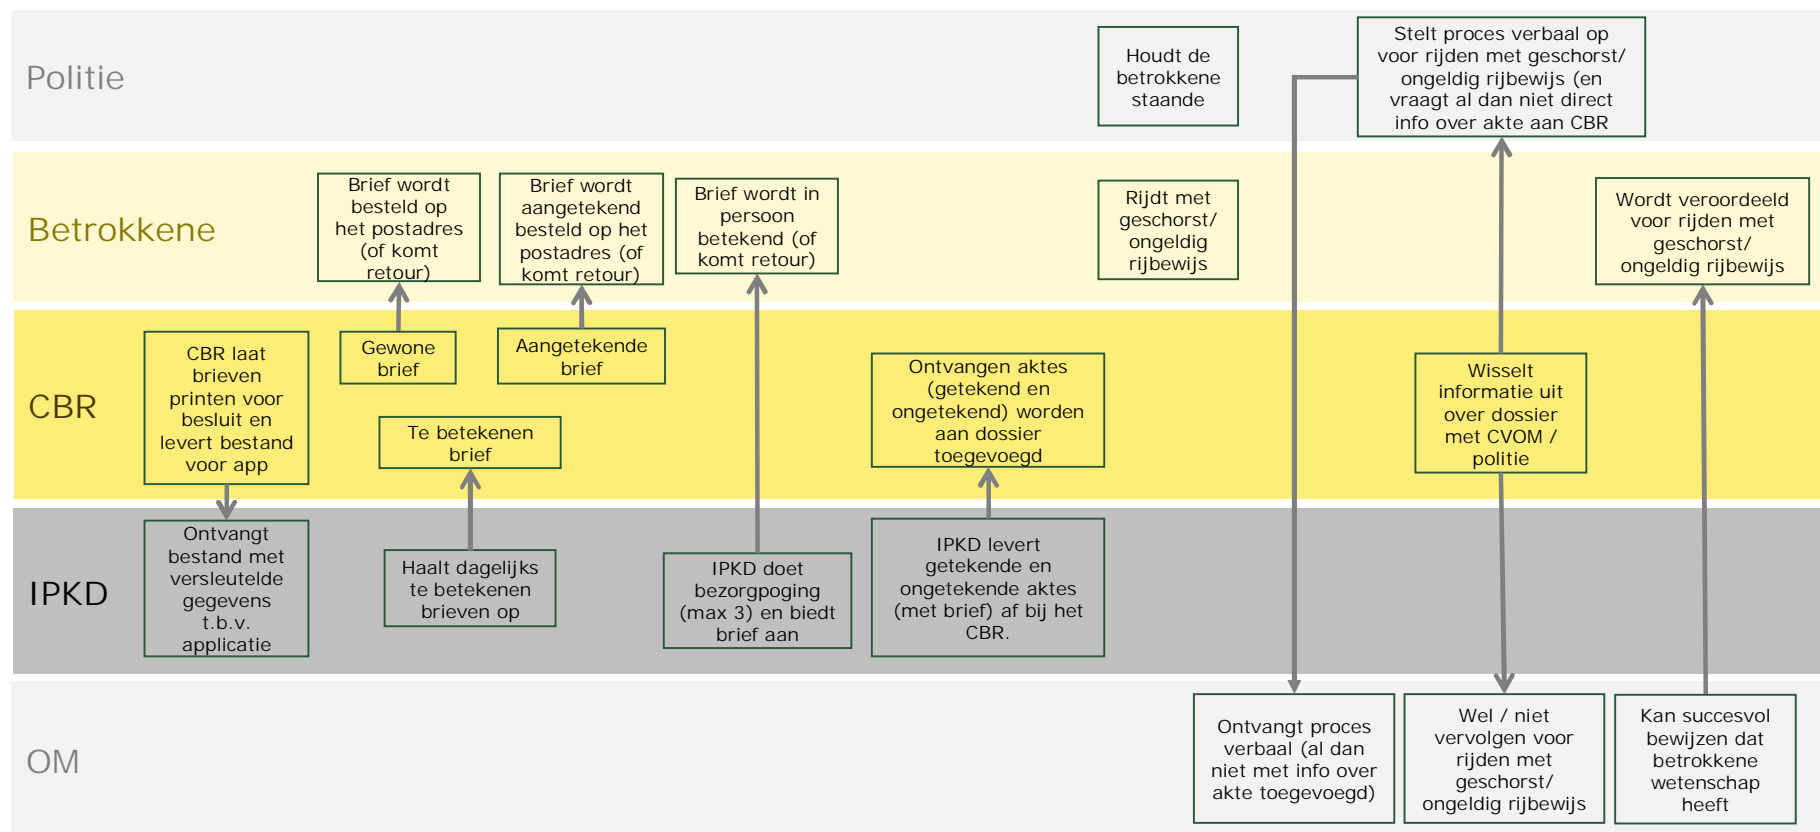 Politie
Houdt de
betrokkene
staande
Stelt proces verbaal op
voor rijden met geschorst/
ongeldig rijbewijs (en
vraagt al dan niet direct
info over akte aan CBR
Betrokkene
Brief wordt
besteld op
het postadres
(of komt
retour)
Brief wordt
aangetekend
besteld op het
postadres (of
komt retour)
Brief wordt in
persoon
betekend (of
komt retour)
Rijdt met
geschorst/
ongeldig
rijbewijs
Wordt veroordeeld
voor rijden met
geschorst/
ongeldig rijbewijs
CBR
CBR laat
brieven
printen voor
besluit en
levert bestand
voor app
Gewone
brief
Aangetekende
brief
Te betekenen
brief
Ontvangen aktes
(getekend en
ongetekend) worden
aan dossier
toegevoegd
Wisselt
informatie uit
over dossier
met CVOM /
politie
IPKD
Ontvangt
bestand met
versleutelde
gegevens
t.b.v.
applicatie
Haalt dagelijks
te betekenen
brieven op
IPKD doet
bezorgpoging
(max 3) en biedt
brief aan
IPKD levert
getekende en
ongetekende aktes
(met brief) af bij het
CBR.
OM
Ontvangt proces
verbaal (al dan
niet met info over
akte toegevoegd)
Wel / niet
vervolgen voor
rijden met
geschorst/
ongeldig rijbewijs
Kan succesvol
bewijzen dat
betrokkene
wetenschap
heeft